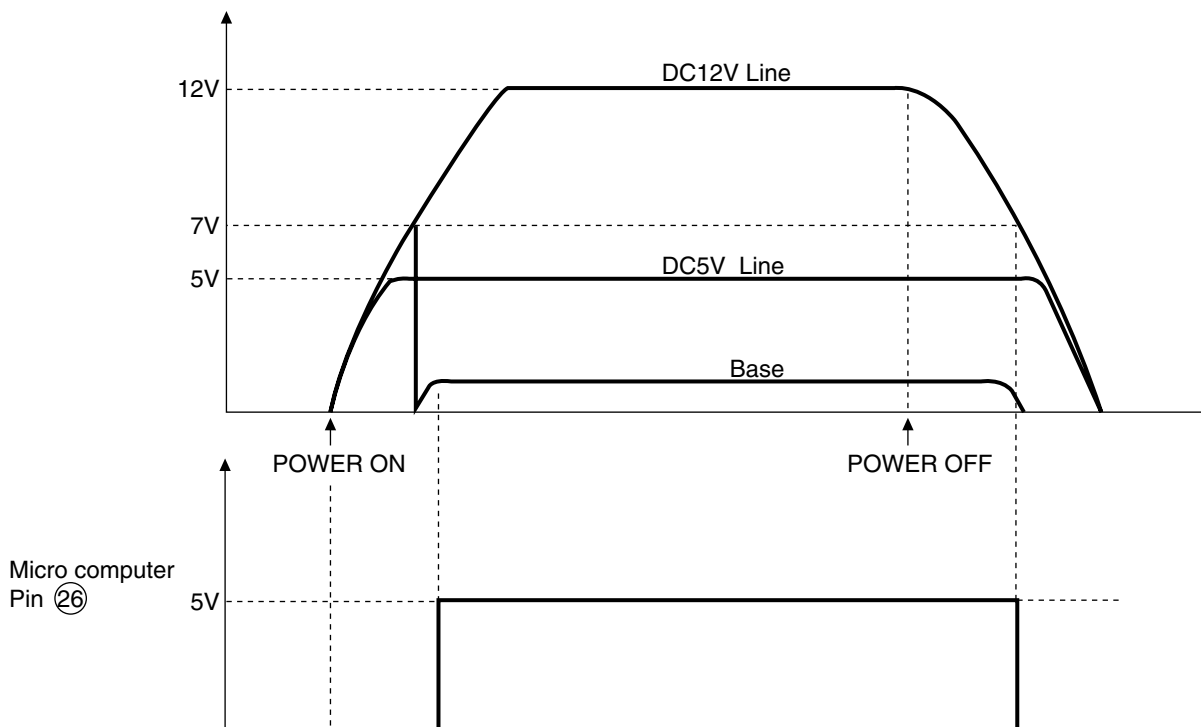 DC12V Line
12V
7V
DC5V Line
5V
Base
POWER ON
POWER OFF
Micro computer
Pin 26
5V